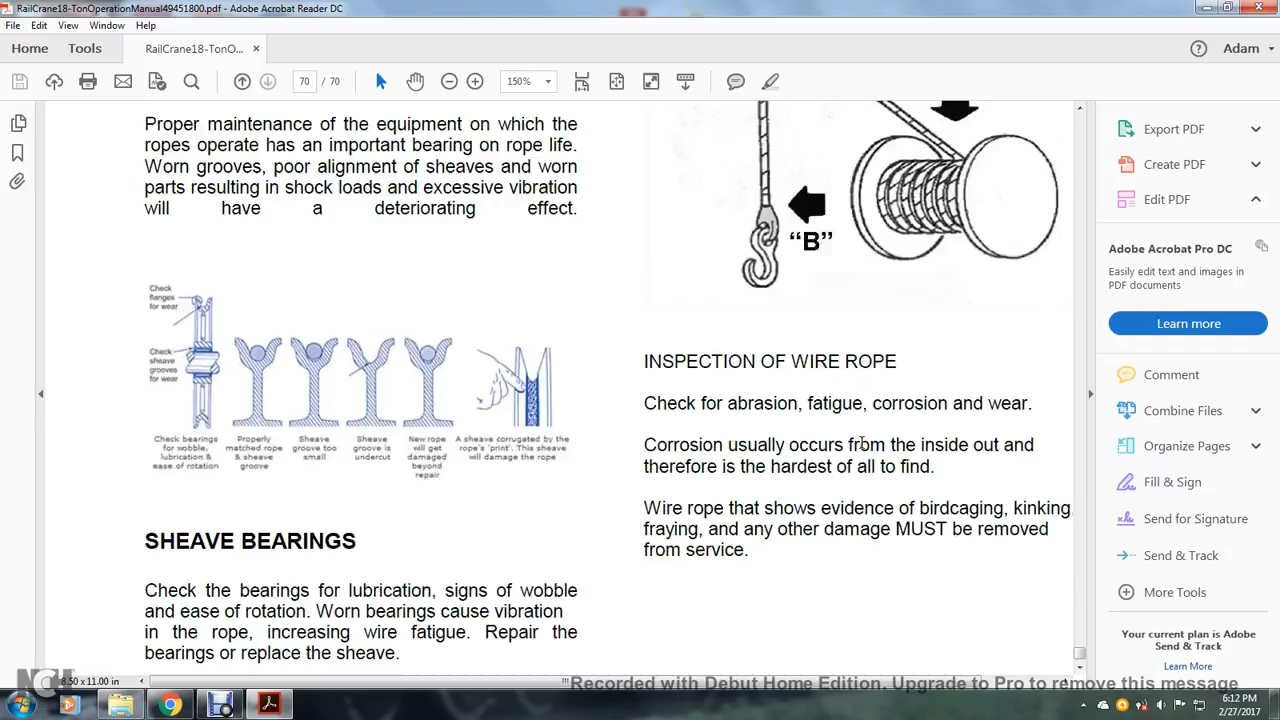 RailCrane18-TonOperationManual49451800.pdf - Adobe Acrobat Reader DC
File Edit View Window Help
Home Tools RailCrane18-TonO... × Adam
70 / 70 150%
Proper maintenance of the equipment on which the
ropes operate has an important bearing on rope life.
Worn grooves, poor alignment of sheaves and worn
parts resulting in shock loads and excessive vibration
will have a deteriorating effect.
Check
flanges
for wear
Check
sheave
grooves
for wear
Check bearings
for wobble,
lubrication &
ease of rotation
Properly
matched rope
& sheave
groove
Sheave
groove too
small
Sheave
groove is
undercut
New rope
will get
damaged
beyond
repair
A sheave corrugated by the
rope's 'print'. This sheave
will damage the rope
SHEAVE BEARINGS
Check the bearings for lubrication, signs of wobble
and ease of rotation. Worn bearings cause vibration
in the rope, increasing wire fatigue. Repair the
bearings or replace the sheave.
“B”
INSPECTION OF WIRE ROPE
Check for abrasion, fatigue, corrosion and wear.
Corrosion usually occurs from the inside out and
therefore is the hardest of all to find.
Wire rope that shows evidence of birdcaging, kinking,
fraying, and any other damage MUST be removed
from service.
Export PDF
Create PDF
Edit PDF
Adobe Acrobat Pro DC
Easily edit text and images in
PDF documents
Learn more
Comment
Combine Files
Organize Pages
Fill & Sign
Send for Signature
Send & Track
More Tools
Your current plan is Adobe
Send & Track
Learn More
8.50 x 11.00 in
Recorded with Debut Home Edition. Upgrade to Pro to remove this message
6:12 PM
2/27/2017